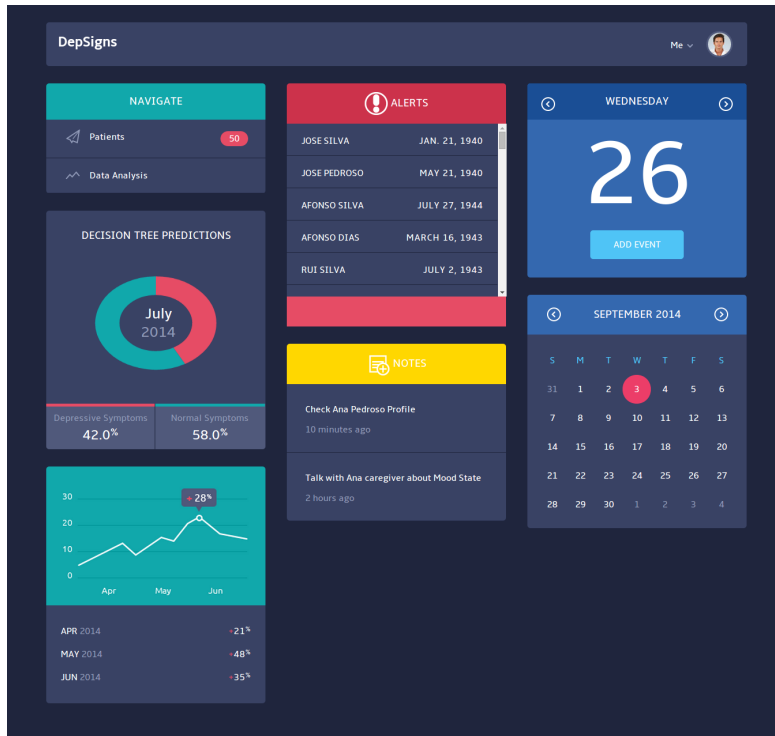 DepSigns
Me
NAVIGATE
Patients 50
Data Analysis
DECISION TREE PREDICTIONS
July
2014
Depressive Symptoms
42.0%
Normal Symptoms
58.0%
30
20
10
0
28%
Apr May Jun
APR 2014 +21%
MAY 2014 +48%
JUN 2014 +35%
ALERTS
JOSE SILVA JAN. 21, 1940
JOSE PEDROSO MAY 21, 1940
AFONSO SILVA JULY 27, 1944
AFONSO DIAS MARCH 16, 1943
RUI SILVA JULY 2, 1943
NOTES
Check Ana Pedroso Profile
10 minutes ago
Talk with Ana caregiver about Mood State
2 hours ago
WEDNESDAY
26
ADD EVENT
SEPTEMBER 2014
S M T W T F S
31 1 2 3 4 5 6
7 8 9 10 11 12 13
14 15 16 17 18 19 20
21 22 23 24 25 26 27
28 29 30 1 2 3 4